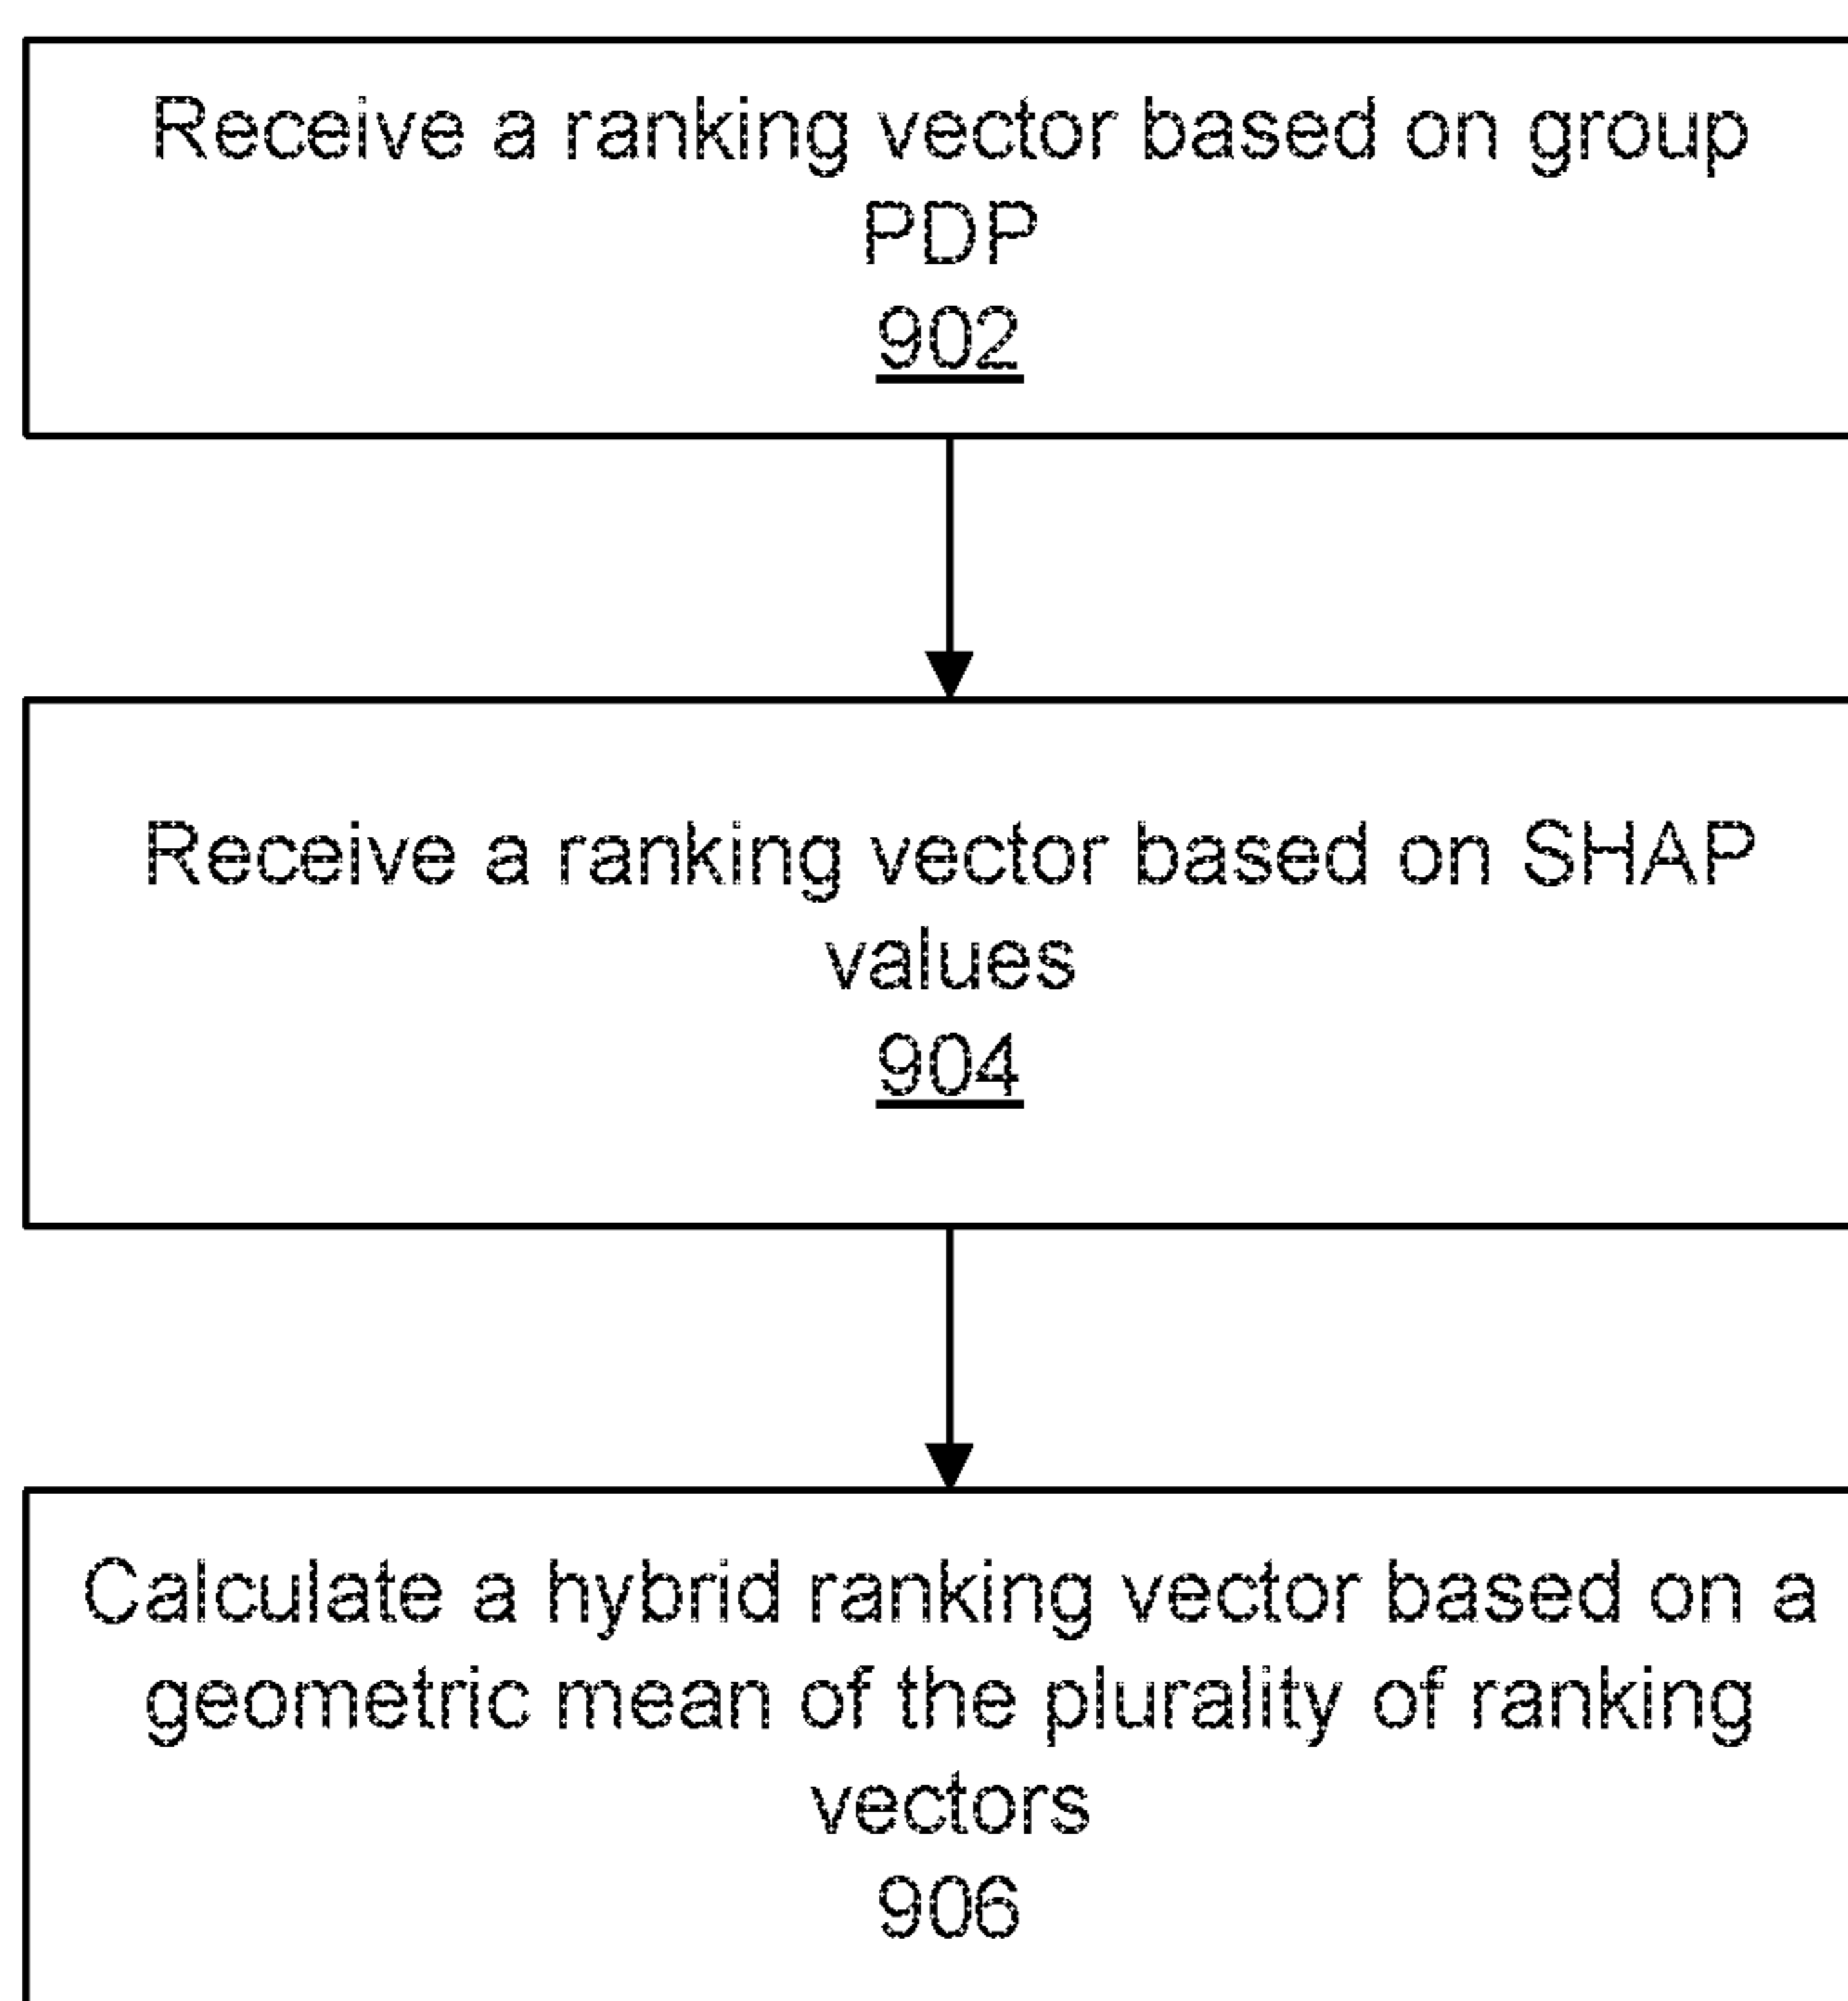 Receive a ranking vector based on group
PDP
902
Receive a ranking vector based on SHAP
values
904
Calculate a hybrid ranking vector based on a
geometric mean of the plurality of ranking
vectors
906